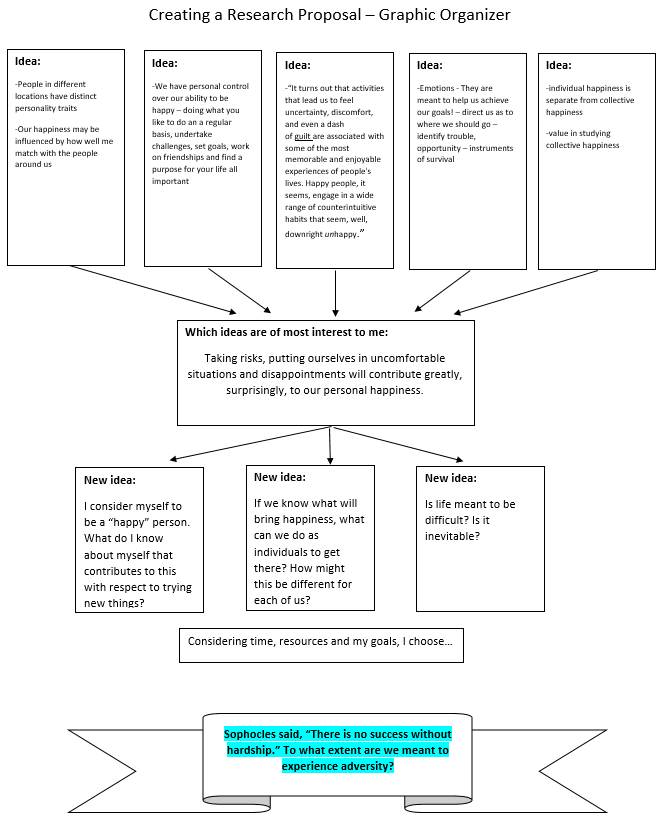 Creating a Research Proposal – Graphic Organizer
Idea:
-People in different
locations have distinct
personality traits
-Our happiness may be
influenced by how well me
match with the people
around us
Idea:
-We have personal control
over our ability to be
happy – doing what you
like to do an a regular
basis, undertake
challenges, set goals, work
on friendships and find a
purpose for your life all
important
Idea:
-“It turns out that activities
that lead us to feel
uncertainty, discomfort,
and even a dash
of guilt are associated with
some of the most
memorable and enjoyable
experiences of people's
lives. Happy people, it
seems, engage in a wide
range of counterintuitive
habits that seem, well,
downright unhappy.”
Idea:
-Emotions - They are
meant to help us achieve
our goals! – direct us as to
where we should go –
identify trouble,
opportunity – instruments
of survival
Idea:
-individual happiness is
separate from collective
happiness
-value in studying
collective happiness
Which ideas are of most interest to me:
Taking risks, putting ourselves in uncomfortable
situations and disappointments will contribute greatly,
surprisingly, to our personal happiness.
New idea:
I consider myself to
be a “happy” person.
What do I know
about myself that
contributes to this
with respect to trying
new things?
New idea:
If we know what will
bring happiness, what
can we do as
individuals to get
there? How might
this be different for
each of us?
New idea:
Is life meant to be
difficult? Is it
inevitable?
Considering time, resources and my goals, I choose…
Sophocles said, “There is no success without
hardship.” To what extent are we meant to
experience adversity?